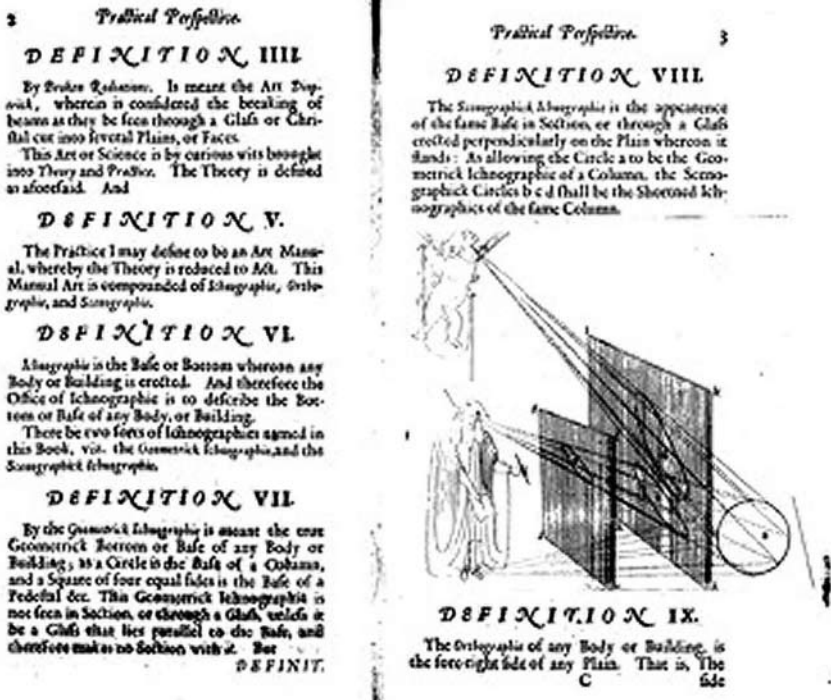 2
Practical Perspective.
DEFINITION IIII.
By Broken Radiations. Is meant the Art Diop-
trick, wherein is considered the breaking of
beams as they be seen through a Glass or Chri-
stal cut into several Plains, or Faces.
This Art or Science is by curious wits brought
into Theory and Practice. The Theory is defined
as aforesaid. And
DEFINITION V.
The Practice I may define to be an Art Manu-
al, whereby the Theory is reduced to Act. This
Manual Art is compounded of Ichnographie, Ortho-
graphie, and Scenographie.
DEFINITION VI.
Ichnographie is the Base or Bottom whereon any
Body or Building is erected. And therefore the
Office of Ichnographie is to describe the Bot-
tom or Base of any Body, or Building.
There be two sorts of Ichnographies named in
this Book, viz. the Geometrick Ichnographie, and the
Scenographick Ichnographie.
DEFINITION VII.
By the Geometrick Ichnographie is meant the true
Geometrick Bottom or Base of any Body or
Building; as a Circle is the Base of a Column,
and a Square of four equal sides is the Base of a
Pedestal &c. This Geometrick Ichnographie is
not seen in Section, or through a Glass, unless it
be a Glass that lies parallel to the Base, and
therefore makes no Section with it. But
DEFINIT.
Practical Perspective.
3
DEFINITION VIII.
The Scenographick Ichnographie is the appearence
of the same Base in Section, or through a Glass
erected perpendicularly on the Plain whereon it
stands: As allowing the Circle a to be the Geo-
metrick Ichnographie of a Column, the Sceno-
graphick Circles b c d shall be the Shortned Ich-
nographies of the same Column.
DEFINITION IX.
The Orthographie of any Body or Building, is
the fore-right side of any Plain. That is, The
C
side